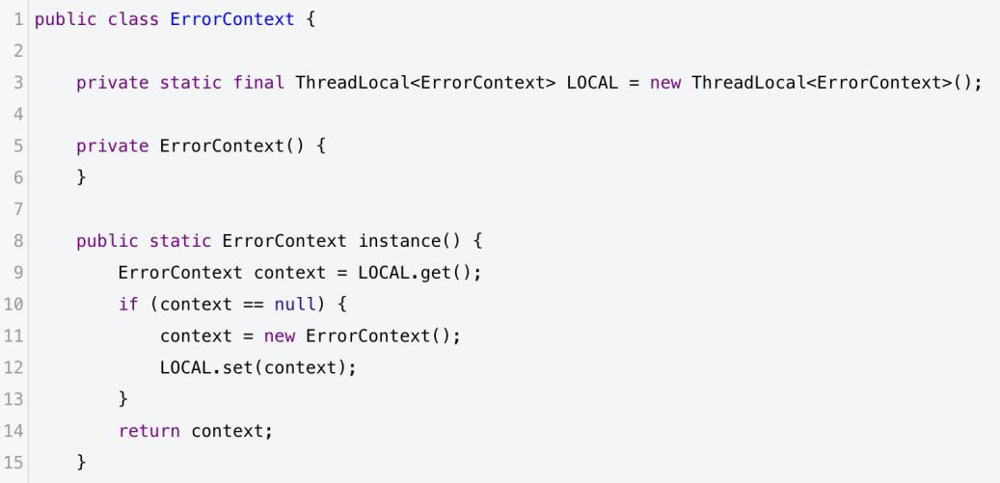 1 public class ErrorContext {
2
3     private static final ThreadLocal<ErrorContext> LOCAL = new ThreadLocal<ErrorContext>();
4
5     private ErrorContext() {
6     }
7
8     public static ErrorContext instance() {
9         ErrorContext context = LOCAL.get();
10         if (context == null) {
11             context = new ErrorContext();
12             LOCAL.set(context);
13         }
14         return context;
15     }